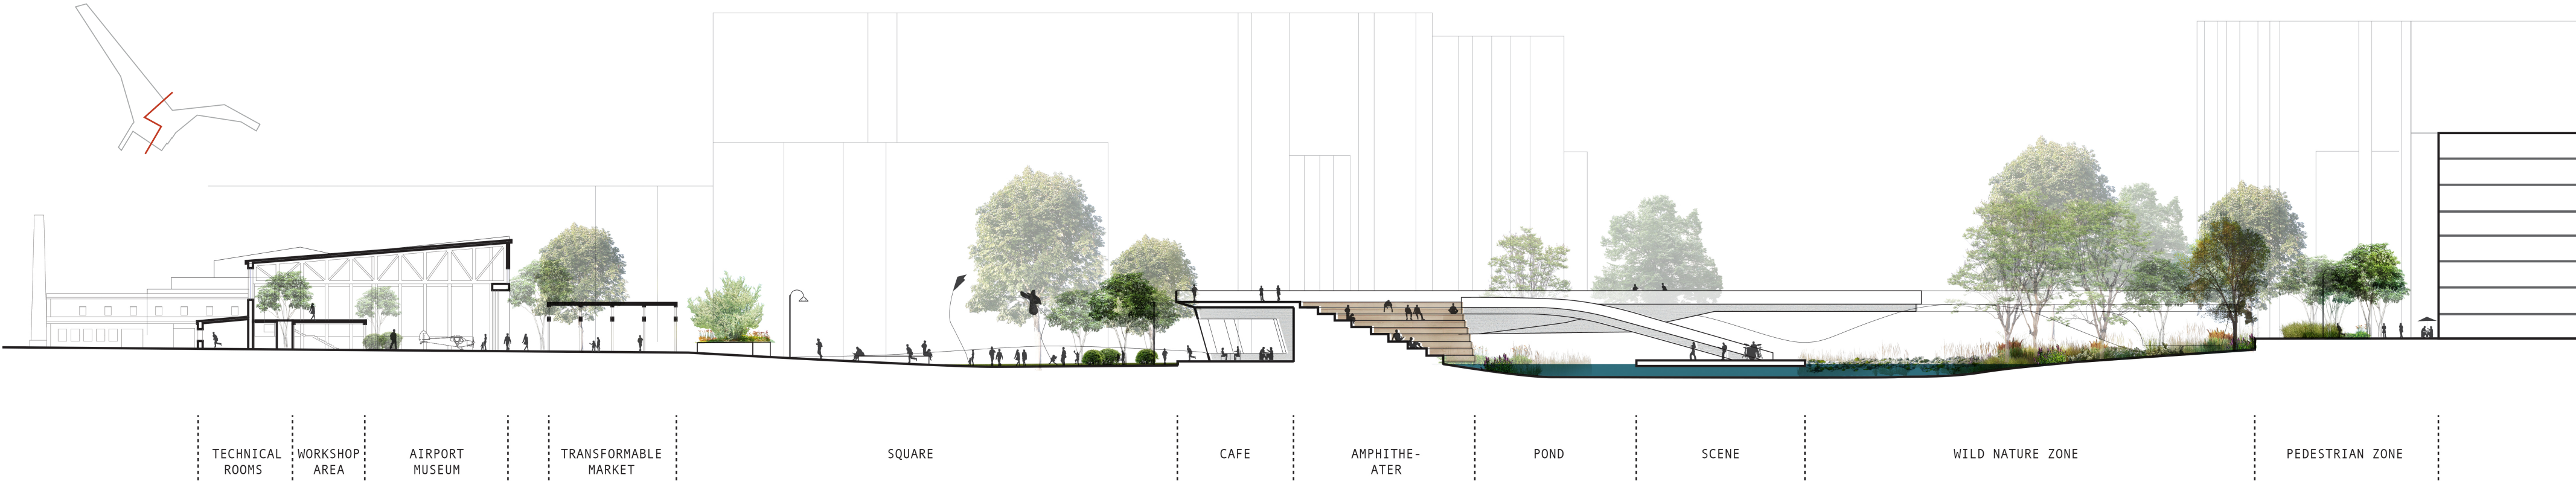 TECHNICAL
ROOMS
WORKSHOP
AREA
AIRPORT
MUSEUM
TRANSFORMABLE
MARKET
SQUARE
CAFE
AMPHITHE-
ATER
POND
SCENE
WILD NATURE ZONE
PEDESTRIAN ZONE